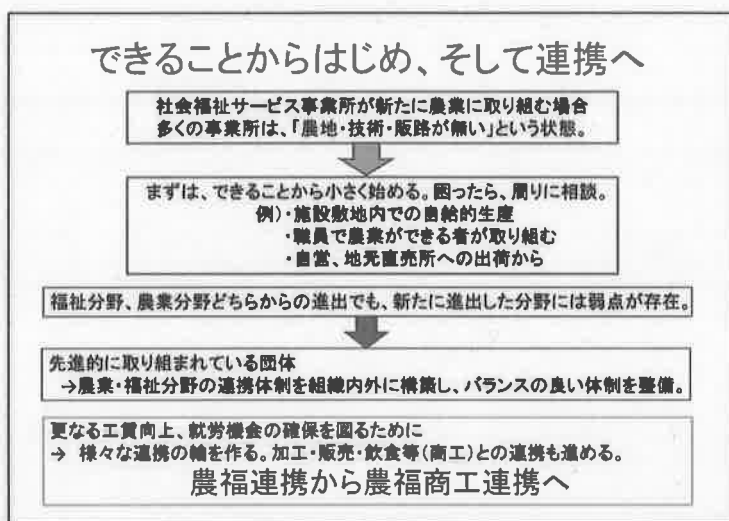 できることからはじめ、そして連携へ
社会福祉サービス事業所が新たに農業に取り組む場合
多くの事業所は、「農地・技術・販路が無い」という状態。
まずは、できることから小さく始める。困ったら、周りに相談。
例）・施設敷地内での自給的生産
・職員で農業ができる者が取り組む
・自営、地元直売所への出荷から
福祉分野、農業分野どちらからの進出でも、新たに進出した分野には弱点が存在。
先進的に取り組まれている団体
→農業・福祉分野の連携体制を組織内外に構築し、バランスの良い体制を整備。
更なる工賃向上、就労機会の確保を図るために
→ 様々な連携の輪を作る。加工・販売・飲食等（商工）との連携も進める。
農福連携から農福商工連携へ